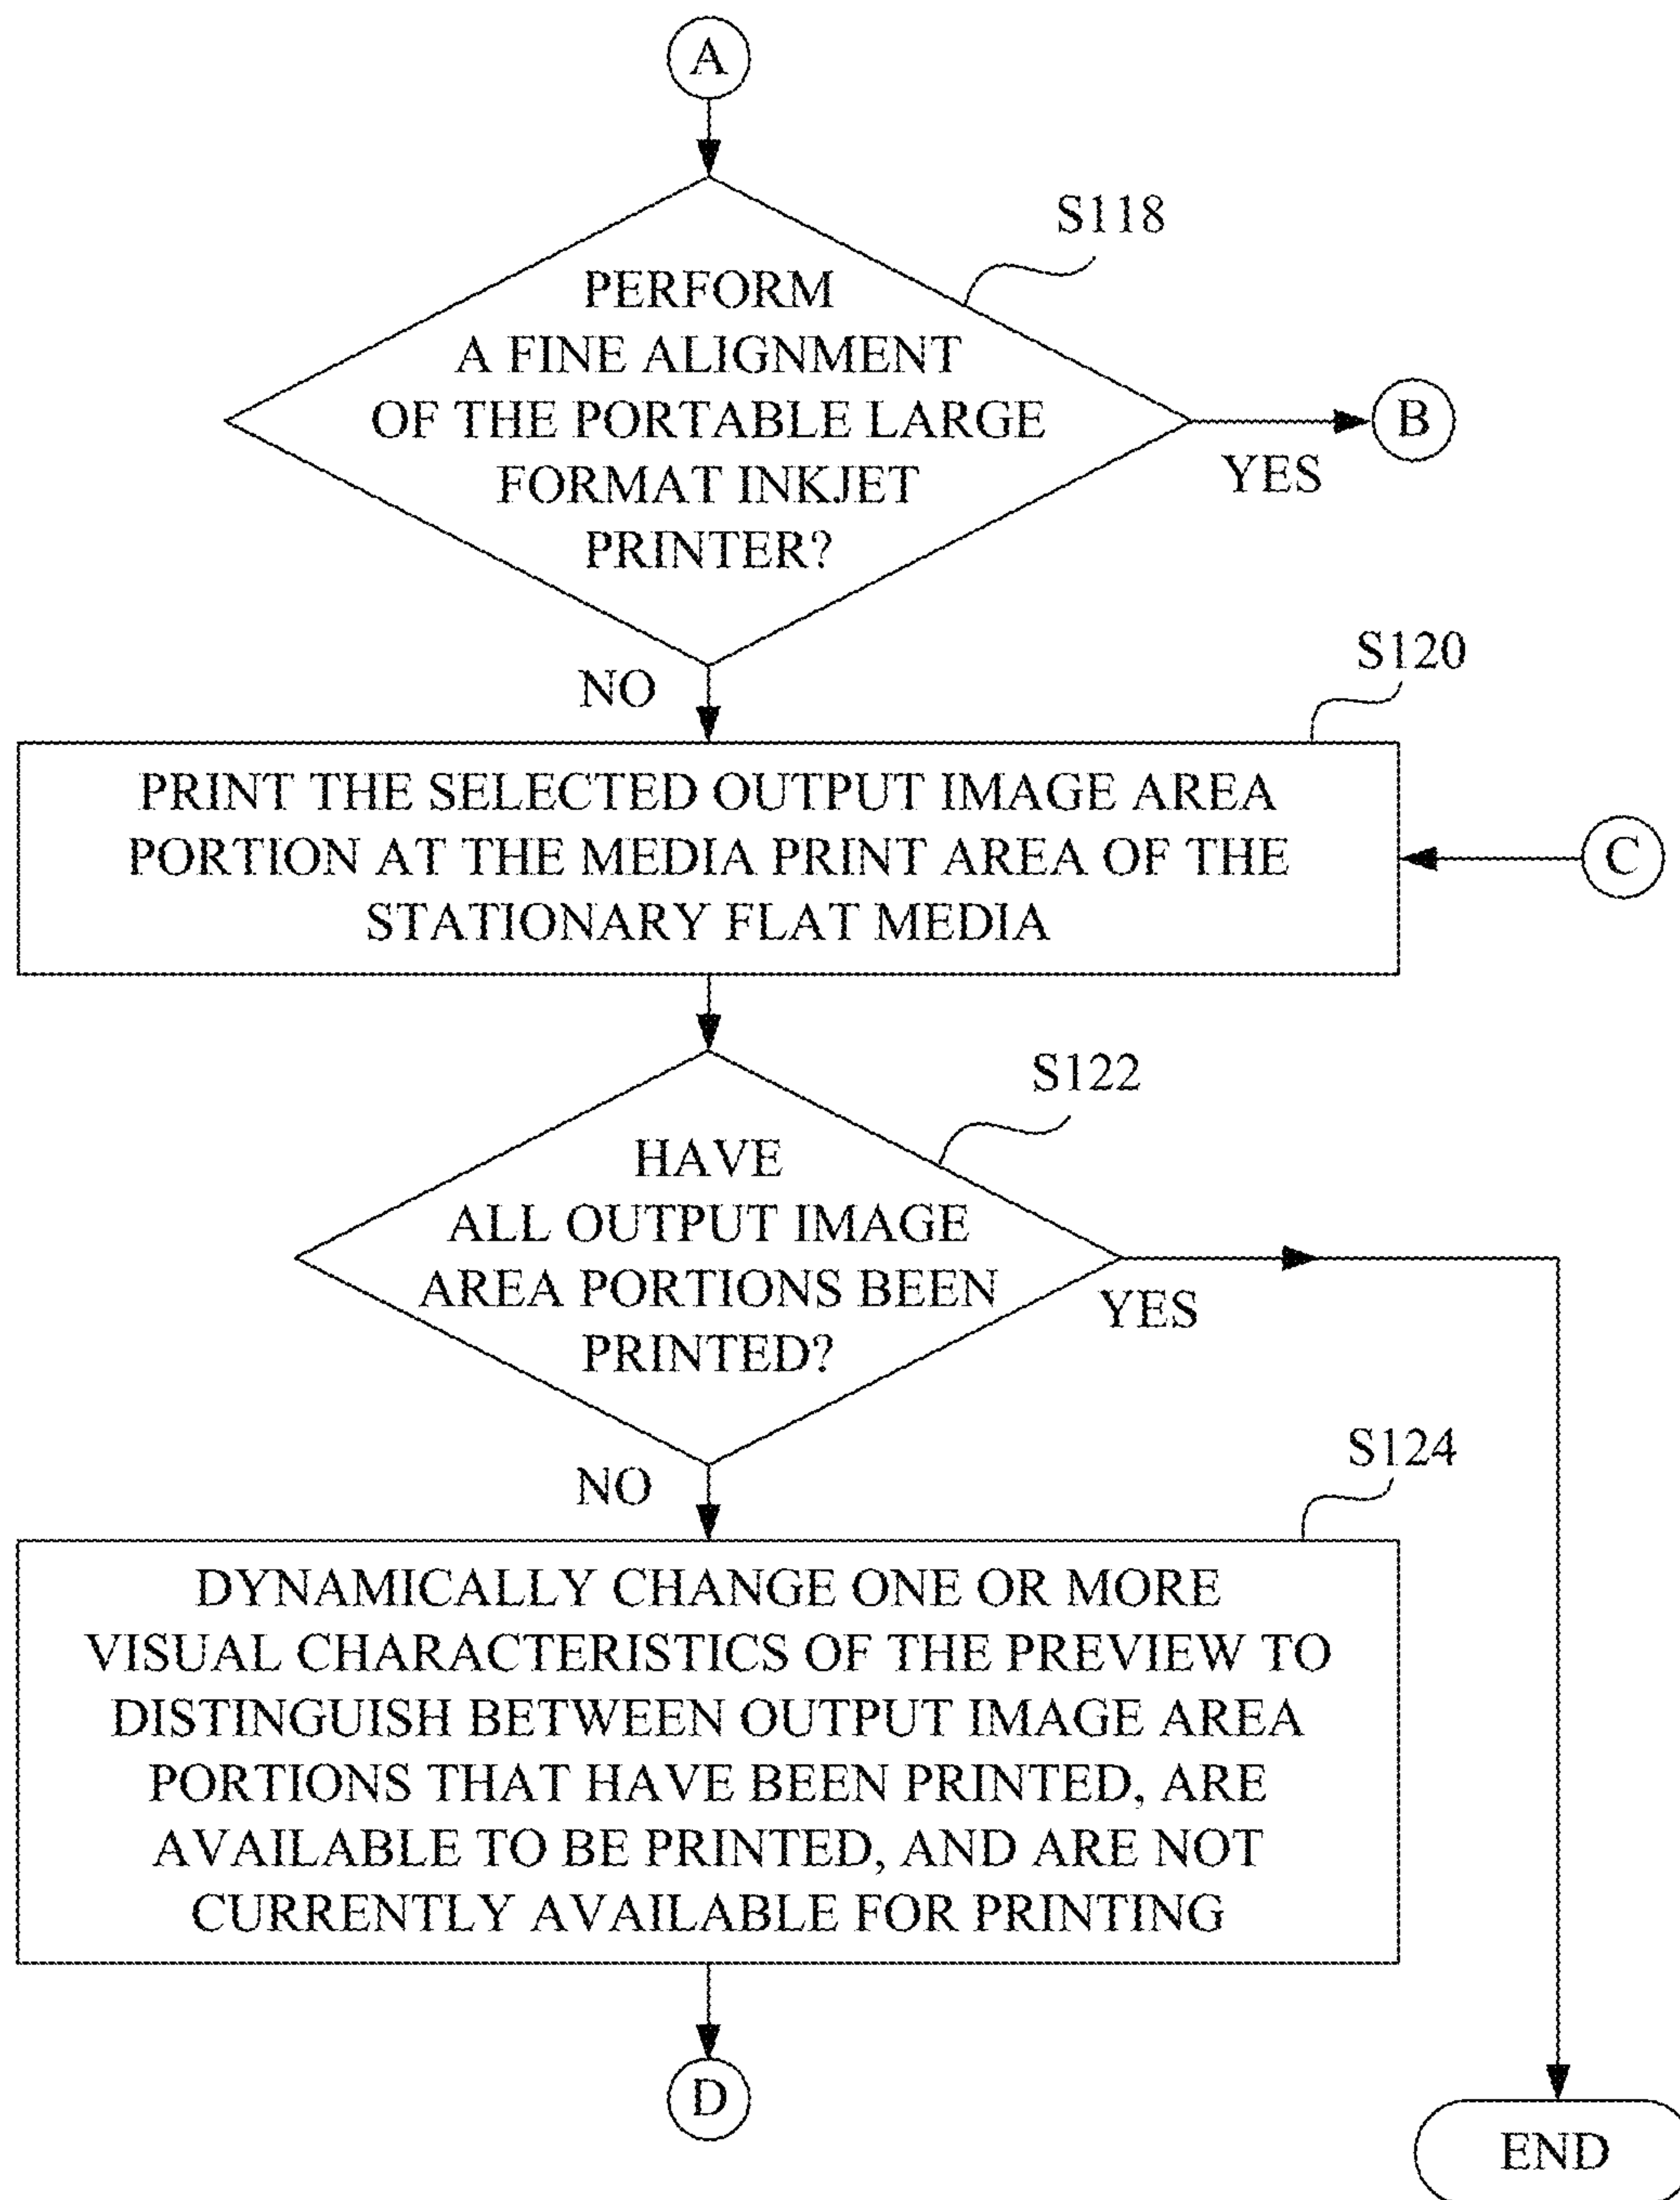 A
S118
PERFORM
A FINE ALIGNMENT
OF THE PORTABLE LARGE
FORMAT INKJET
PRINTER?
B
YES
NO
S120
PRINT THE SELECTED OUTPUT IMAGE AREA
PORTION AT THE MEDIA PRINT AREA OF THE
STATIONARY FLAT MEDIA
C
S122
HAVE
ALL OUTPUT IMAGE
AREA PORTIONS BEEN
PRINTED?
YES
NO
S124
DYNAMICALLY CHANGE ONE OR MORE
VISUAL CHARACTERISTICS OF THE PREVIEW TO
DISTINGUISH BETWEEN OUTPUT IMAGE AREA
PORTIONS THAT HAVE BEEN PRINTED, ARE
AVAILABLE TO BE PRINTED, AND ARE NOT
CURRENTLY AVAILABLE FOR PRINTING
D
END